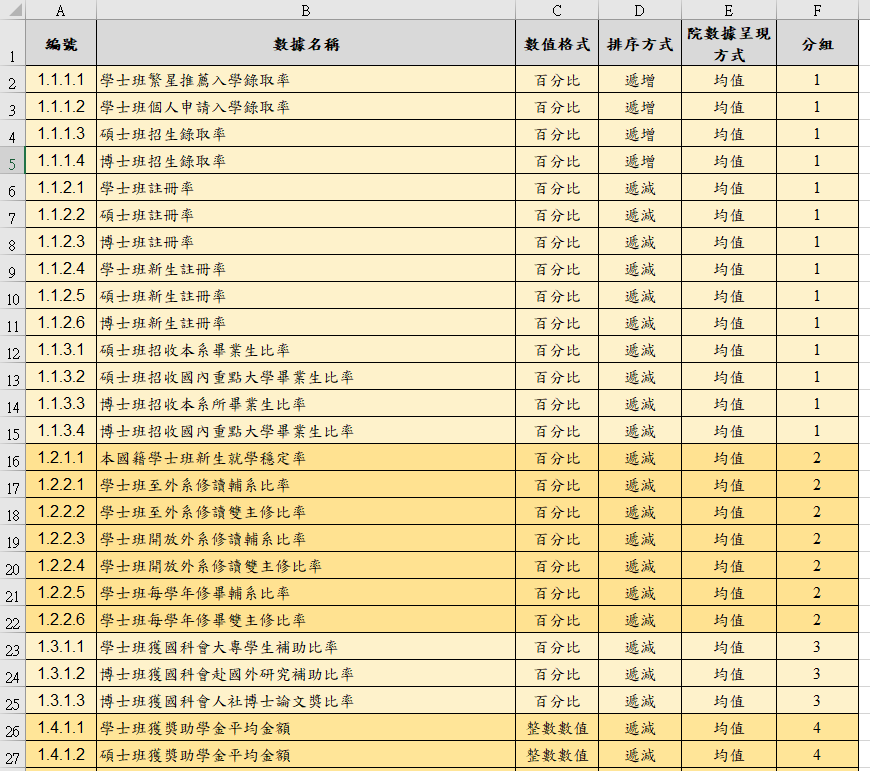 A B C D E F
1 編號 數據名稱 數值格式 排序方式 院數據呈現方式 分組
2 1.1.1.1 學士班繁星推薦入學錄取率 百分比 遞增 均值 1
3 1.1.1.2 學士班個人申請入學錄取率 百分比 遞增 均值 1
4 1.1.1.3 碩士班招生錄取率 百分比 遞增 均值 1
5 1.1.1.4 博士班招生錄取率 百分比 遞增 均值 1
6 1.1.2.1 學士班註冊率 百分比 遞減 均值 1
7 1.1.2.2 碩士班註冊率 百分比 遞減 均值 1
8 1.1.2.3 博士班註冊率 百分比 遞減 均值 1
9 1.1.2.4 學士班新生註冊率 百分比 遞減 均值 1
10 1.1.2.5 碩士班新生註冊率 百分比 遞減 均值 1
11 1.1.2.6 博士班新生註冊率 百分比 遞減 均值 1
12 1.1.3.1 碩士班招收本系畢業生比率 百分比 遞減 均值 1
13 1.1.3.2 碩士班招收國內重點大學畢業生比率 百分比 遞減 均值 1
14 1.1.3.3 博士班招收本系所畢業生比率 百分比 遞減 均值 1
15 1.1.3.4 博士班招收國內重點大學畢業生比率 百分比 遞減 均值 1
16 1.2.1.1 本國籍學士班新生就學穩定率 百分比 遞減 均值 2
17 1.2.2.1 學士班至外系修讀輔系比率 百分比 遞減 均值 2
18 1.2.2.2 學士班至外系修讀雙主修比率 百分比 遞減 均值 2
19 1.2.2.3 學士班開放外系修讀輔系比率 百分比 遞減 均值 2
20 1.2.2.4 學士班開放外系修讀雙主修比率 百分比 遞減 均值 2
21 1.2.2.5 學士班每學年修畢輔系比率 百分比 遞減 均值 2
22 1.2.2.6 學士班每學年修畢雙主修比率 百分比 遞減 均值 2
23 1.3.1.1 學士班獲國科會大專學生補助比率 百分比 遞減 均值 3
24 1.3.1.2 博士班獲國科會赴國外研究補助比率 百分比 遞減 均值 3
25 1.3.1.3 博士班獲國科會人社博士論文獎比率 百分比 遞減 均值 3
26 1.4.1.1 學士班獲獎助學金平均金額 整數數值 遞減 均值 4
27 1.4.1.2 碩士班獲獎助學金平均金額 整數數值 遞減 均值 4